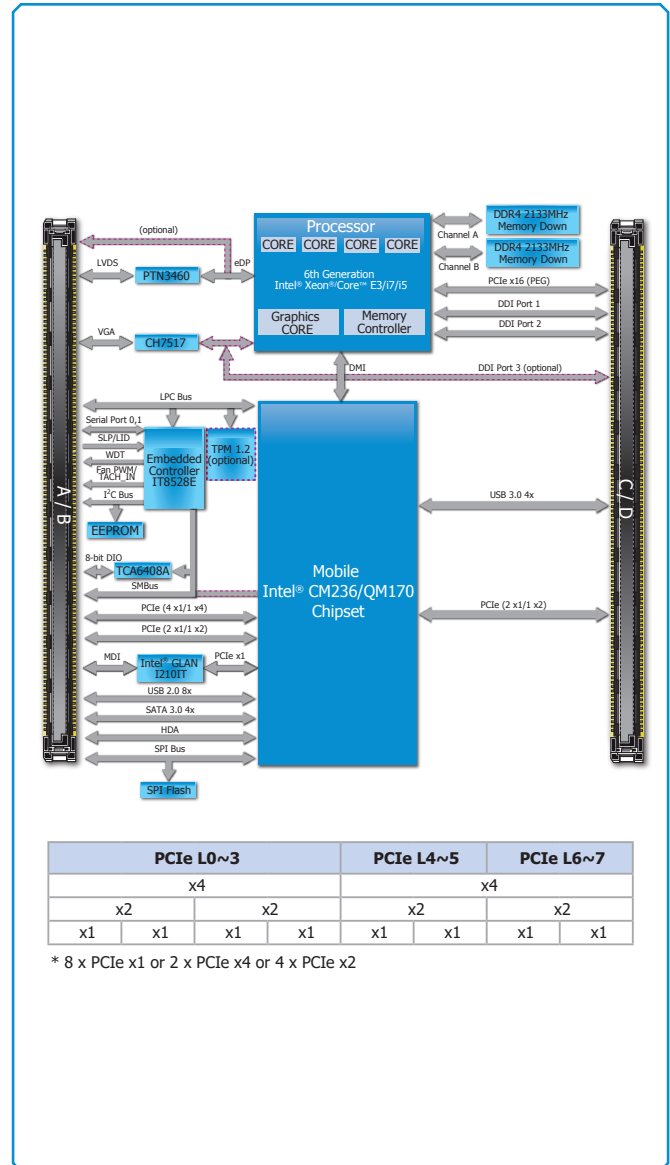 (optional)
Processor
CORE CORE CORE CORE
DDR4 2133MHz
Memory Down
Channel A
DDR4 2133MHz
Memory Down
Channel B
LVDS
PTN3460
eDP
6th Generation
Intel® Xeon®/Core™ E3/i7/i5
PCIe x16 (PEG)
DDI Port 1
DDI Port 2
Graphics
CORE
Memory
Controller
VGA
CH7517
DMI
DDI Port 3 (optional)
LPC Bus
Serial Port 0,1
SLP/LID
WDT
Fan PWM/
TACH_IN
I²C Bus
Embedded
Controller
IT8528E
TPM 1.2
(optional)
EEPROM
A / B
C / D
USB 3.0 4x
8-bit DIO
TCA6408A
SMBus
Mobile
Intel® CM236/QM170
Chipset
PCIe (4 x1/1 x4)
PCIe (2 x1/1 x2)
PCIe (2 x1/1 x2)
MDI
Intel® GLAN
I210IT
PCIe x1
USB 2.0 8x
SATA 3.0 4x
HDA
SPI Bus
SPI Flash
PCIe L0~3 PCIe L4~5 PCIe L6~7
x4 x4
x2 x2 x2 x2
x1 x1 x1 x1 x1 x1 x1 x1
* 8 x PCIe x1 or 2 x PCIe x4 or 4 x PCIe x2